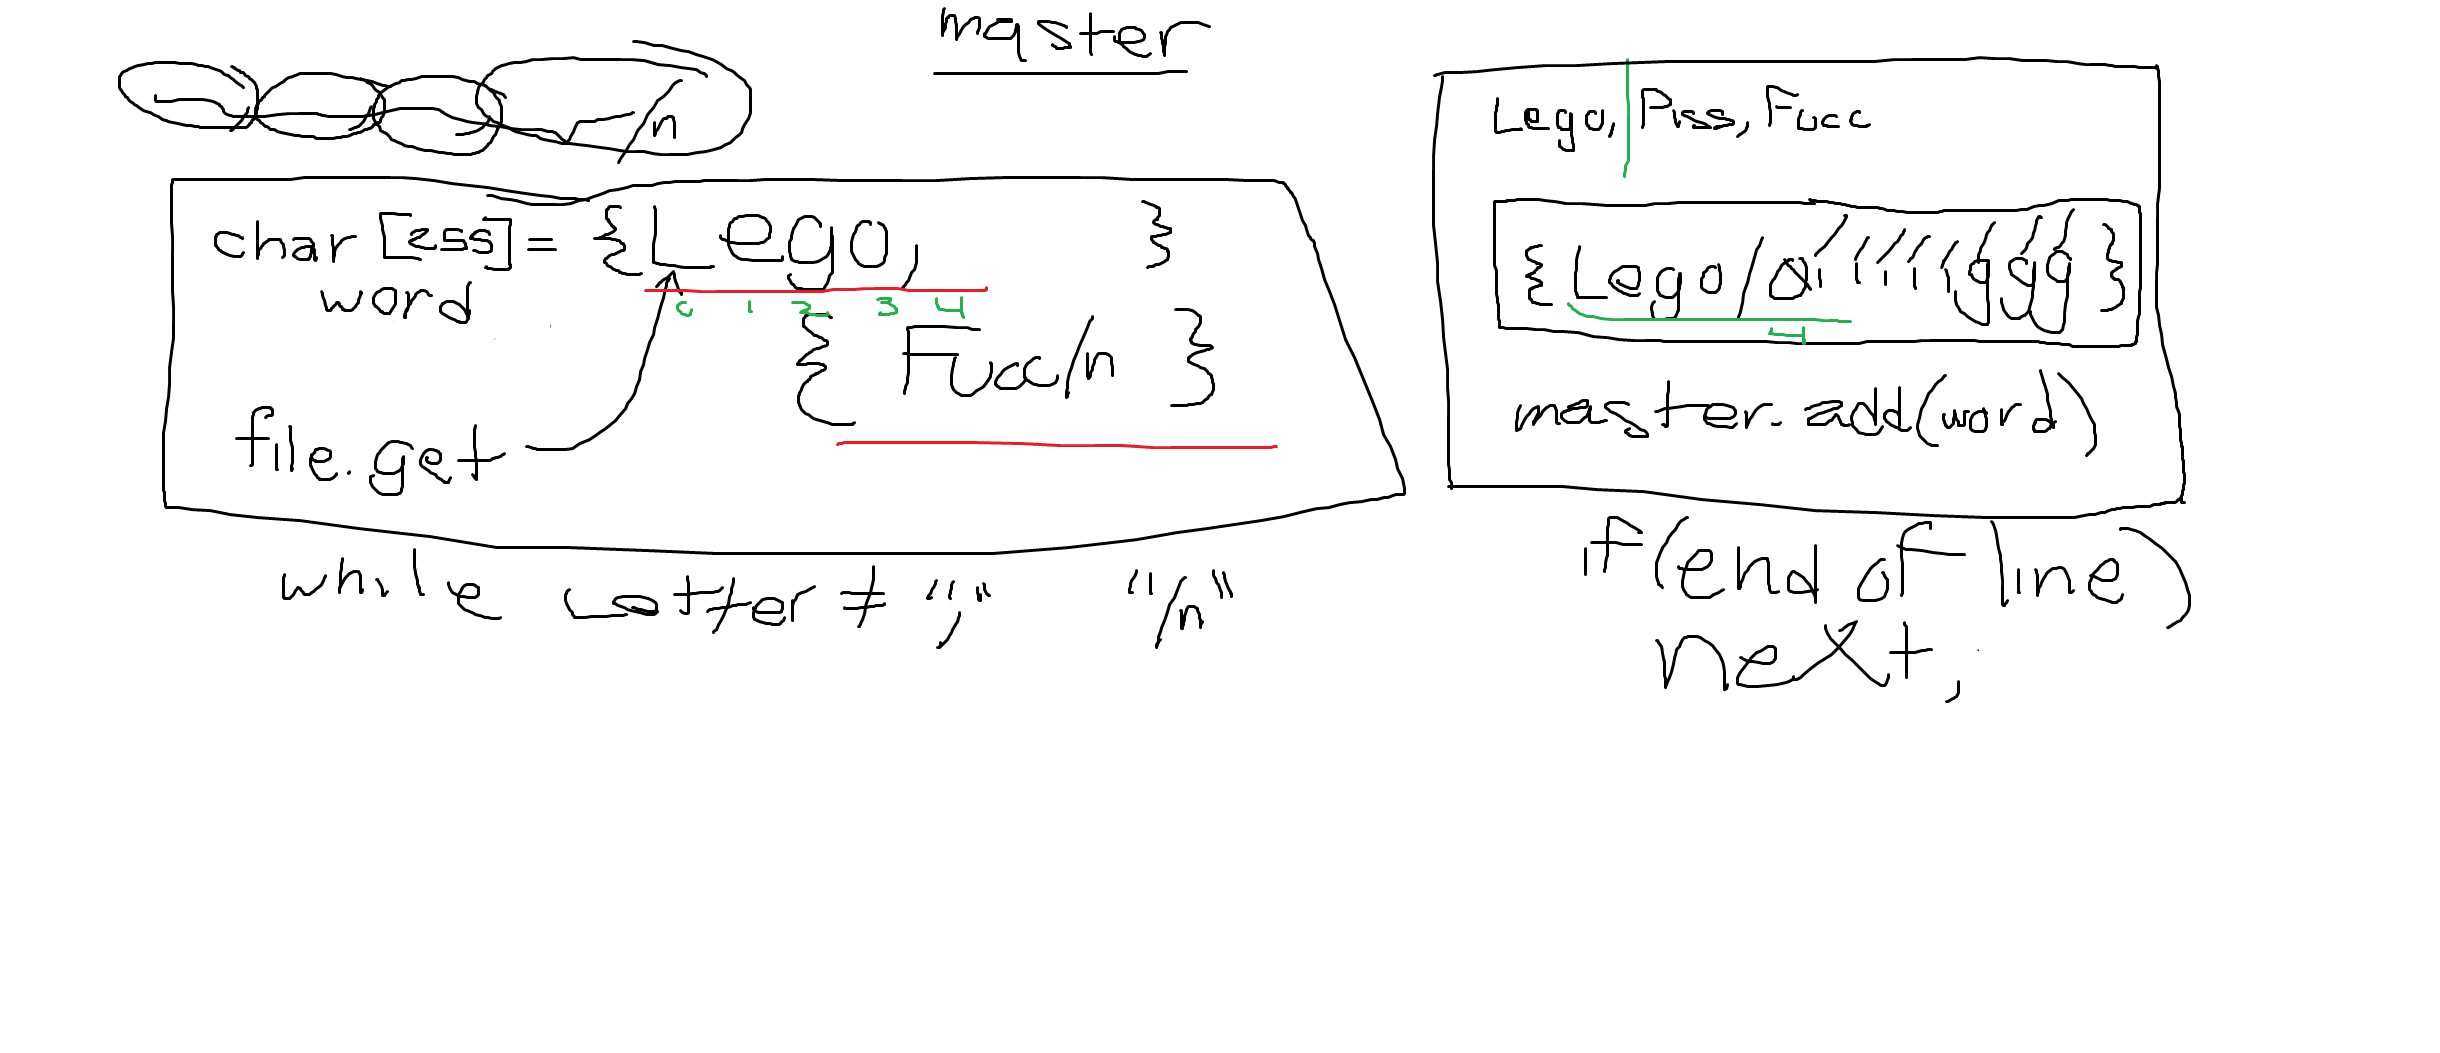 master
n
Lego, Piss, Fucc
char [255] = {Lego, }
word
0 1 2 3 4
{ Fucc/n }
file.get
while letter ≠ "," "/n"
{Lego/0 ggg}
4
master.add(word)
if(end of line)
next,